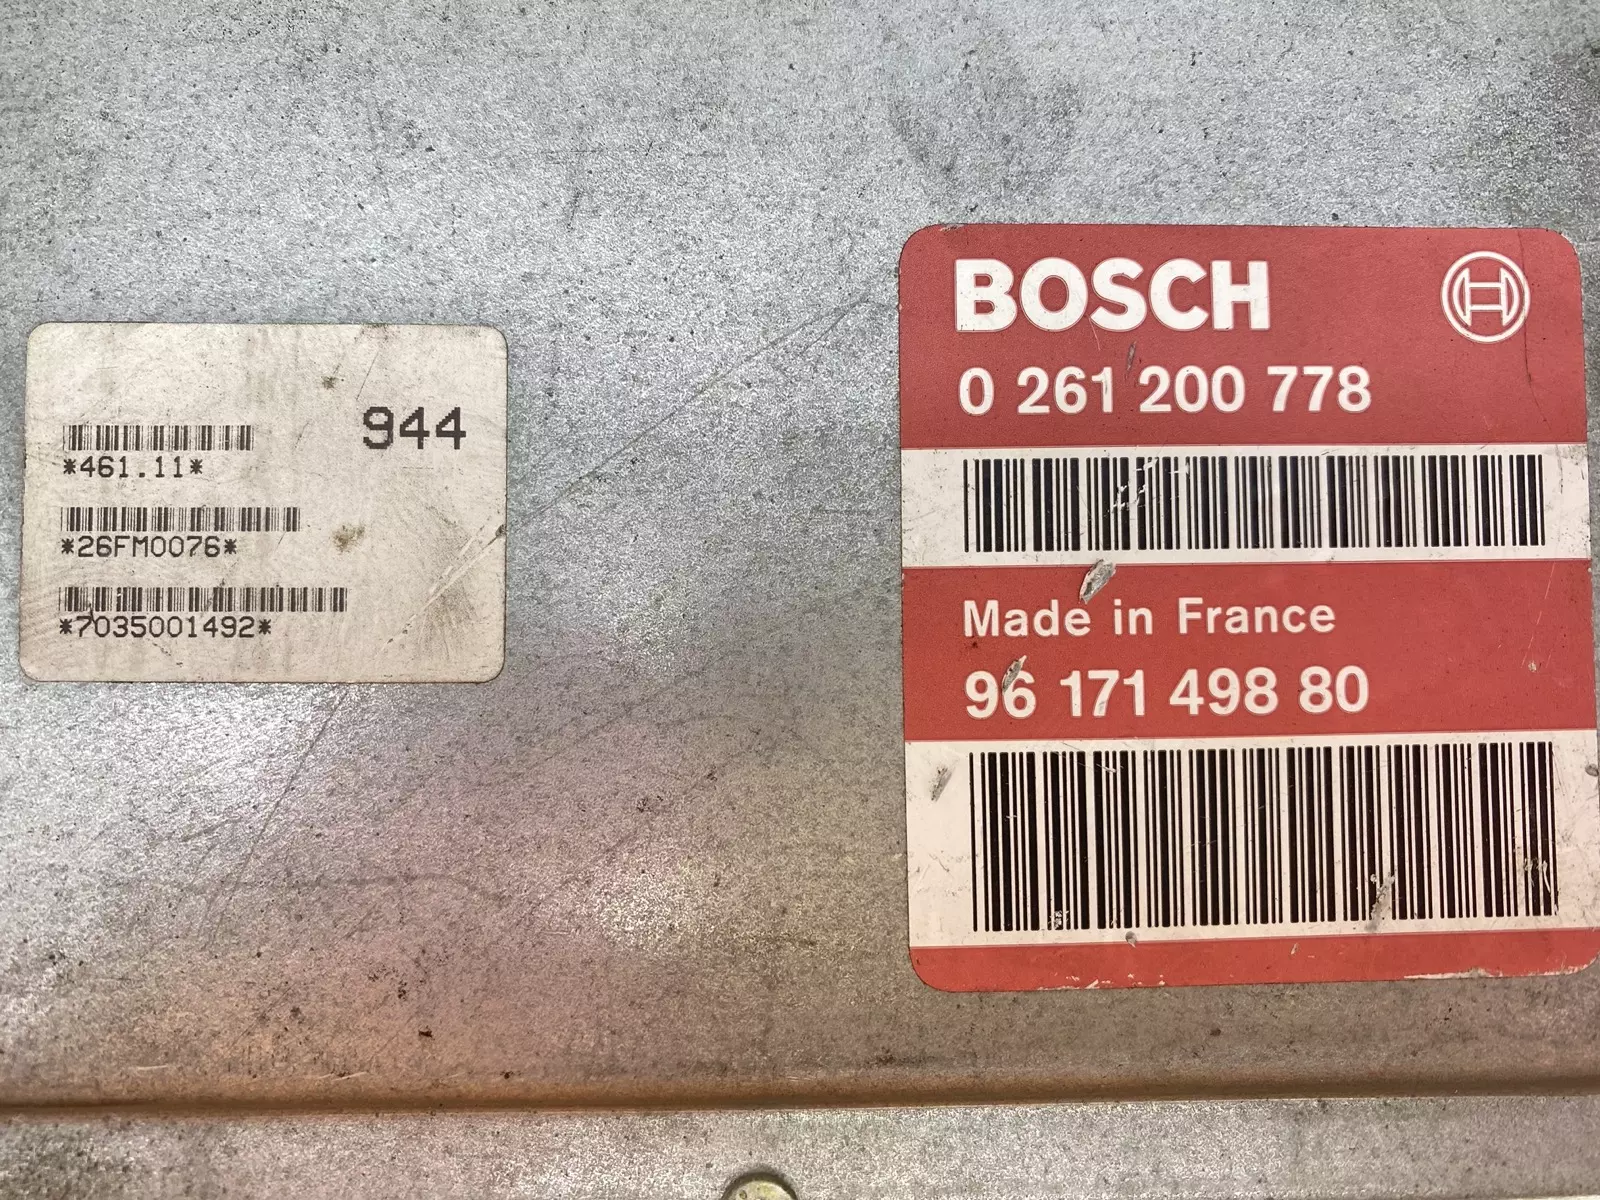 944
*461.11*
*26FM0076*
*7035001492*
BOSCH
0 261 200 778
Made in France
96 171 498 80